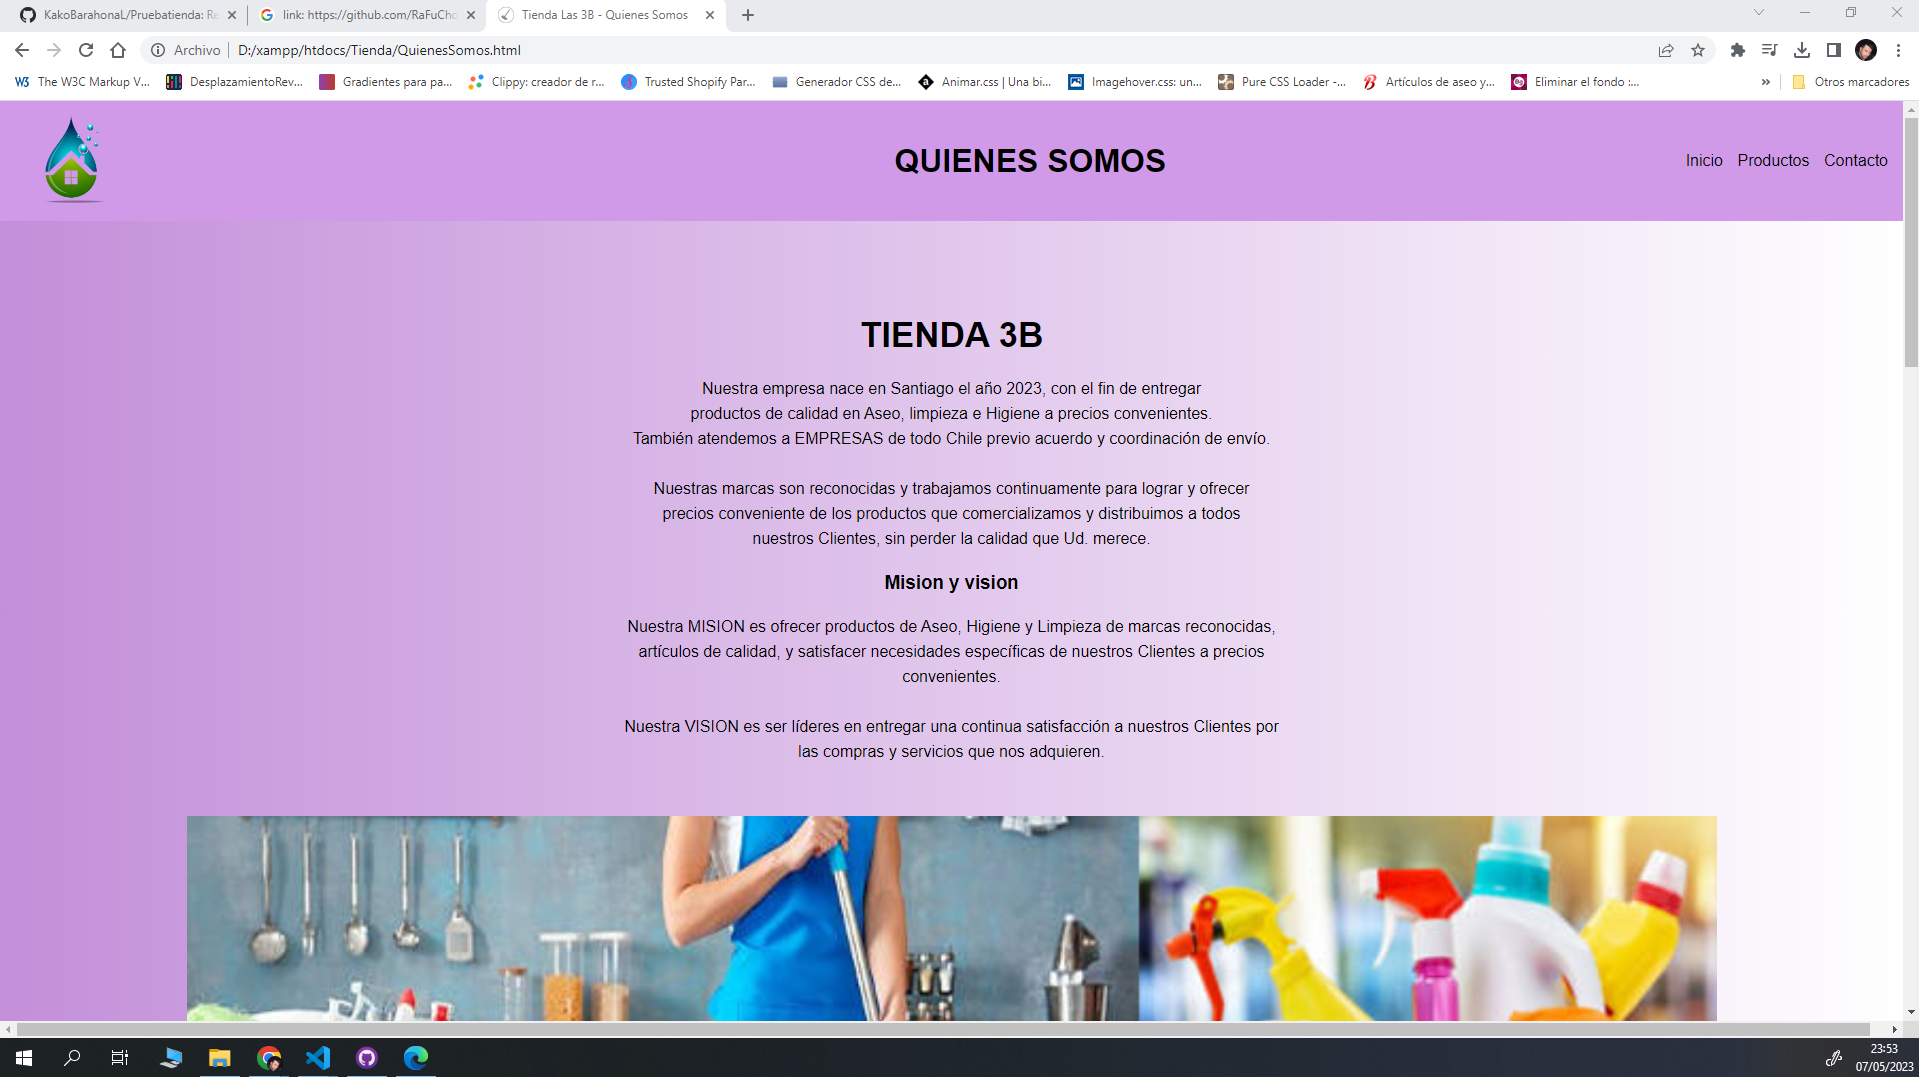 KakoBarahonaL/Pruebatienda: Re
link: https://github.com/RaFuCho
Tienda Las 3B - Quienes Somos
Archivo
D:/xampp/htdocs/Tienda/QuienesSomos.html
The W3C Markup V...
DesplazamientoRev...
Gradientes para pa...
Clippy: creador de r...
Trusted Shopify Par...
Generador CSS de...
Animar.css | Una bi...
Imagehover.css: un...
Pure CSS Loader -...
Artículos de aseo y...
Eliminar el fondo :...
»
Otros marcadores
QUIENES SOMOS
Inicio Productos Contacto
TIENDA 3B
Nuestra empresa nace en Santiago el año 2023, con el fin de entregar
productos de calidad en Aseo, limpieza e Higiene a precios convenientes.
También atendemos a EMPRESAS de todo Chile previo acuerdo y coordinación de envío.
Nuestras marcas son reconocidas y trabajamos continuamente para lograr y ofrecer
precios conveniente de los productos que comercializamos y distribuimos a todos
nuestros Clientes, sin perder la calidad que Ud. merece.
Mision y vision
Nuestra MISION es ofrecer productos de Aseo, Higiene y Limpieza de marcas reconocidas,
artículos de calidad, y satisfacer necesidades específicas de nuestros Clientes a precios
convenientes.
Nuestra VISION es ser líderes en entregar una continua satisfacción a nuestros Clientes por
las compras y servicios que nos adquieren.
23:53
07/05/2023